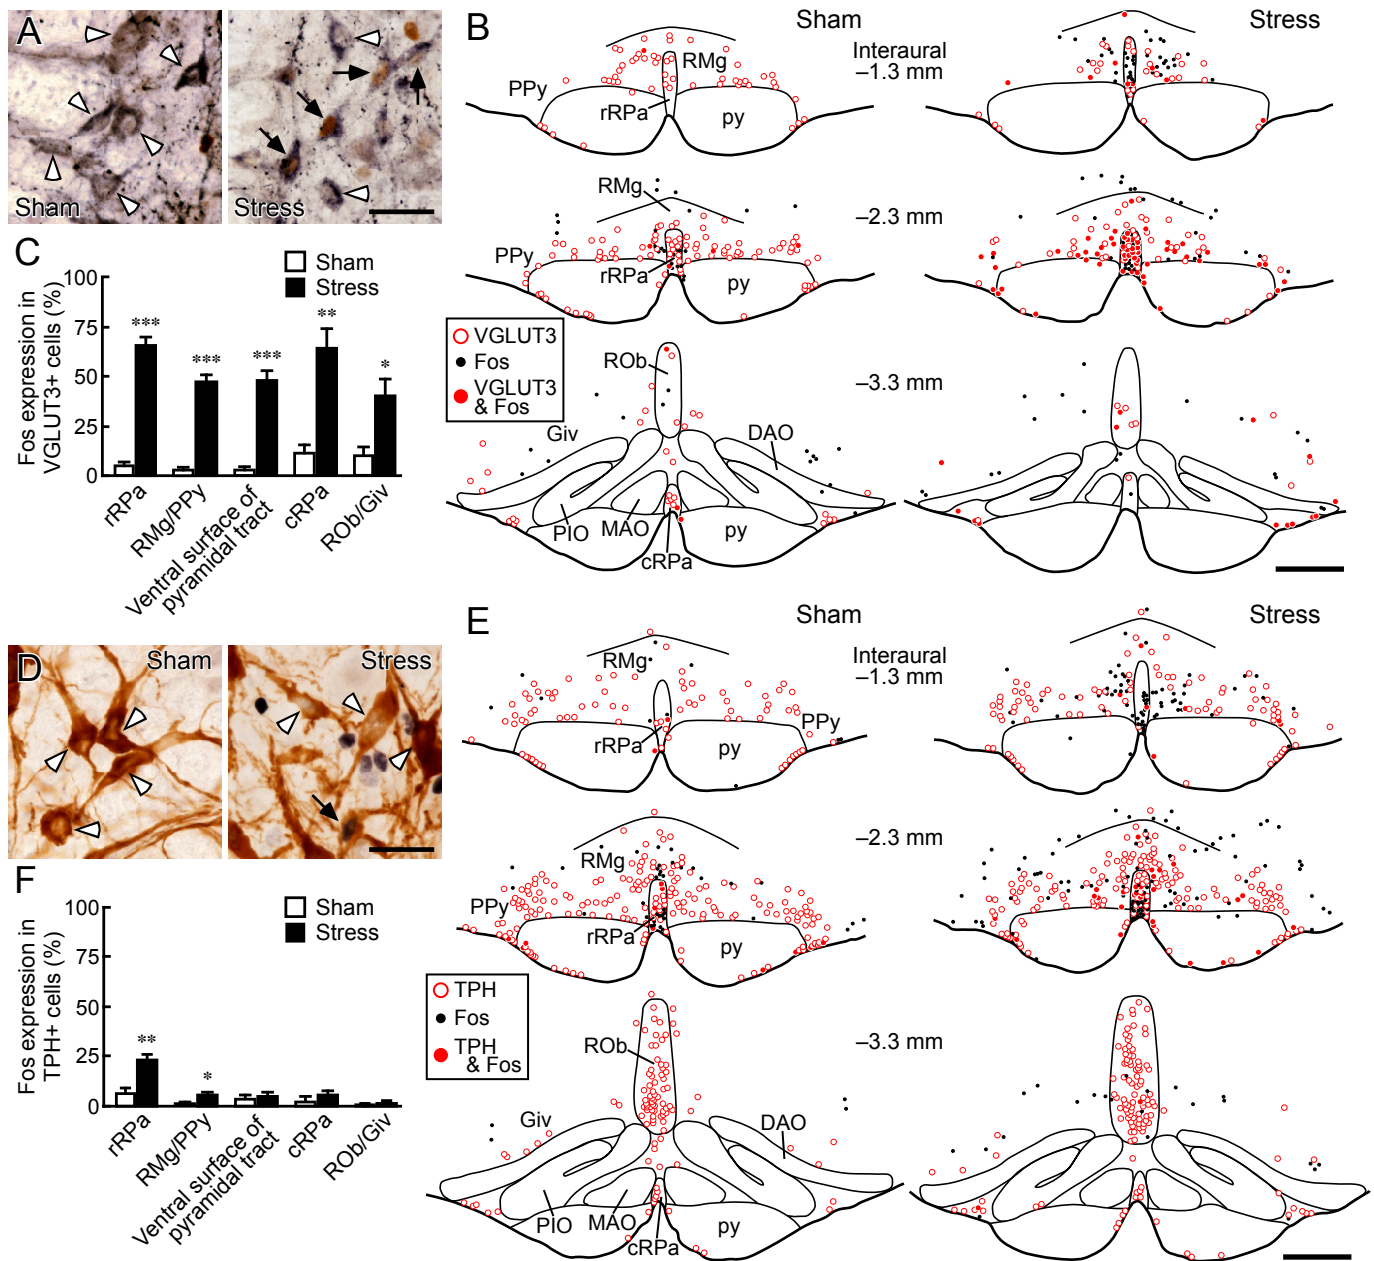 A
Sham
Stress
B
Sham
Stress
Interaural
–1.3 mm
RMg
PPy
rRPa
py
–2.3 mm
RMg
PPy
rRPa
py
VGLUT3
Fos
VGLUT3
& Fos
–3.3 mm
ROb
Giv
DAO
PIO
MAO
py
cRPa
C
Fos expression in
VGLUT3+ cells (%)
100
75
50
25
0
Sham
Stress
***
***
***
**
*
rRPa
RMg/PPy
Ventral surface of
pyramidal tract
cRPa
ROb/Giv
D
Sham
Stress
E
Sham
Stress
Interaural
–1.3 mm
RMg
PPy
rRPa
py
–2.3 mm
RMg
PPy
rRPa
py
TPH
Fos
TPH
& Fos
–3.3 mm
ROb
Giv
DAO
PIO
MAO
py
cRPa
F
Fos expression in
TPH+ cells (%)
100
75
50
25
0
Sham
Stress
**
*
rRPa
RMg/PPy
Ventral surface of
pyramidal tract
cRPa
ROb/Giv